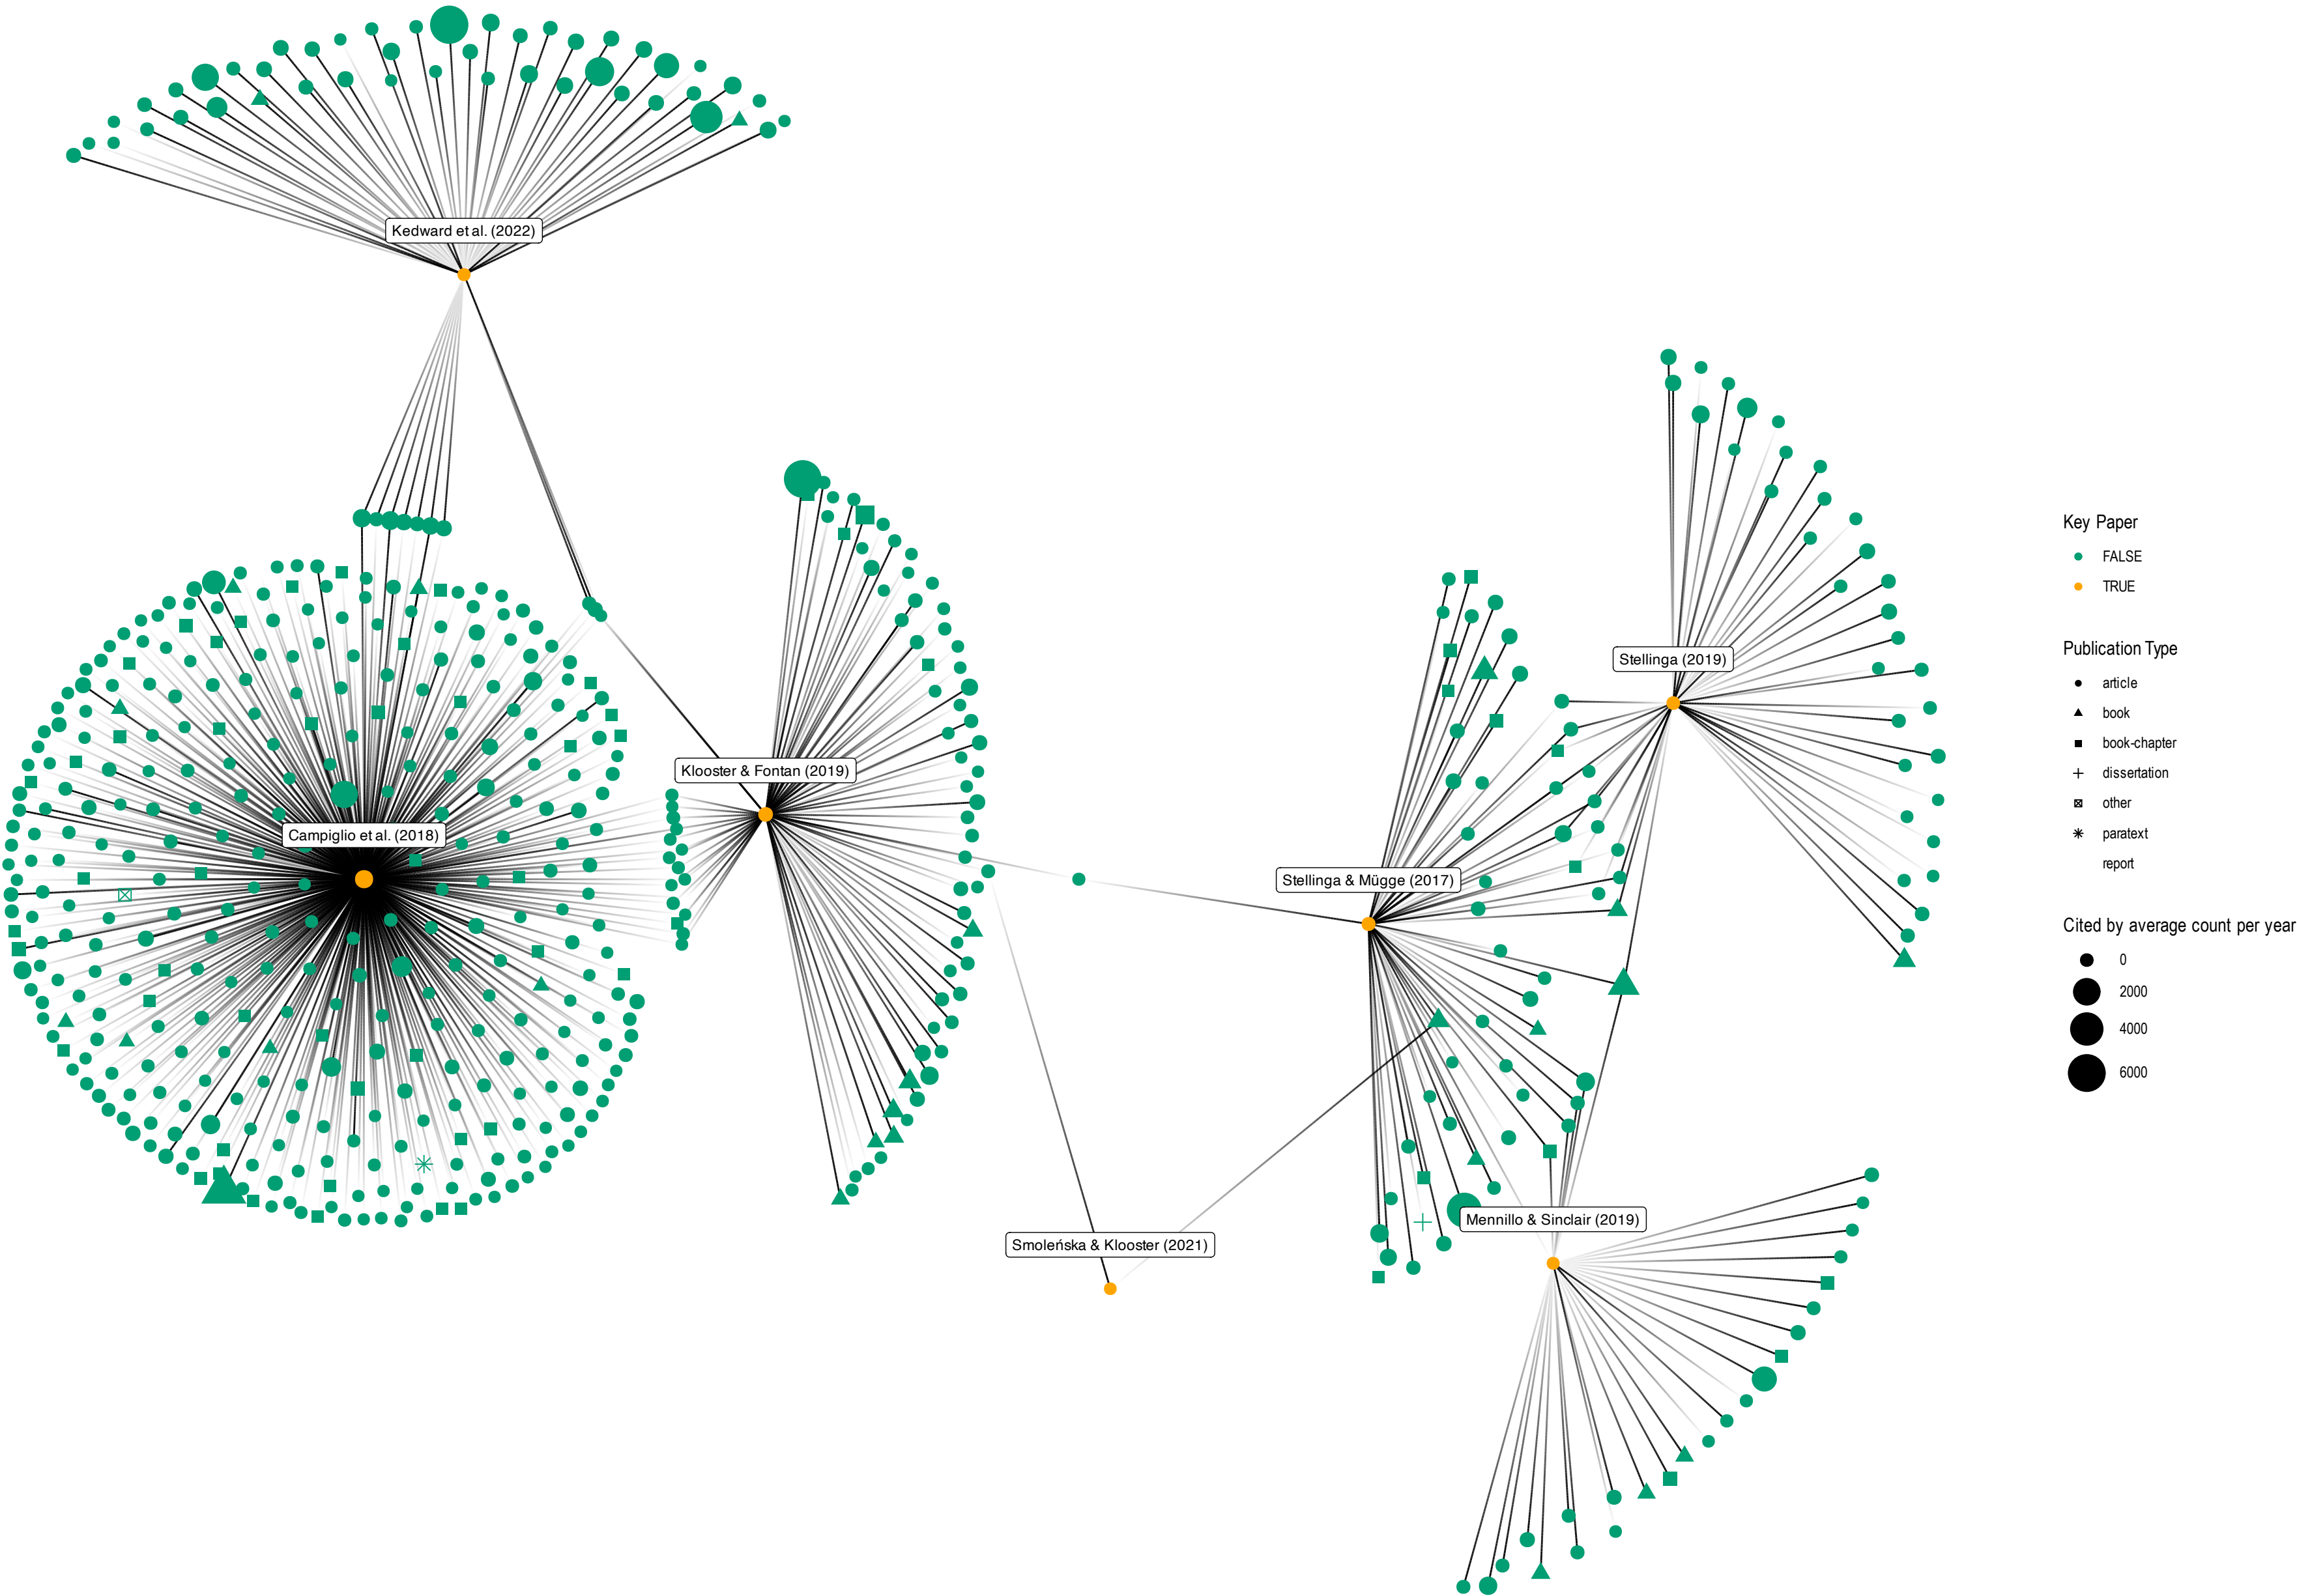 Kedward et al. (2022)
Stellinga (2019)
Klooster & Fontan (2019)
Campiglio et al. (2018)
Stellinga & Mügge (2017)
Mennillo & Sinclair (2019)
Smoleńska & Klooster (2021)
Key Paper
FALSE
TRUE
Publication Type
article
book
book-chapter
dissertation
other
paratext
report
Cited by average count per year
0
2000
4000
6000